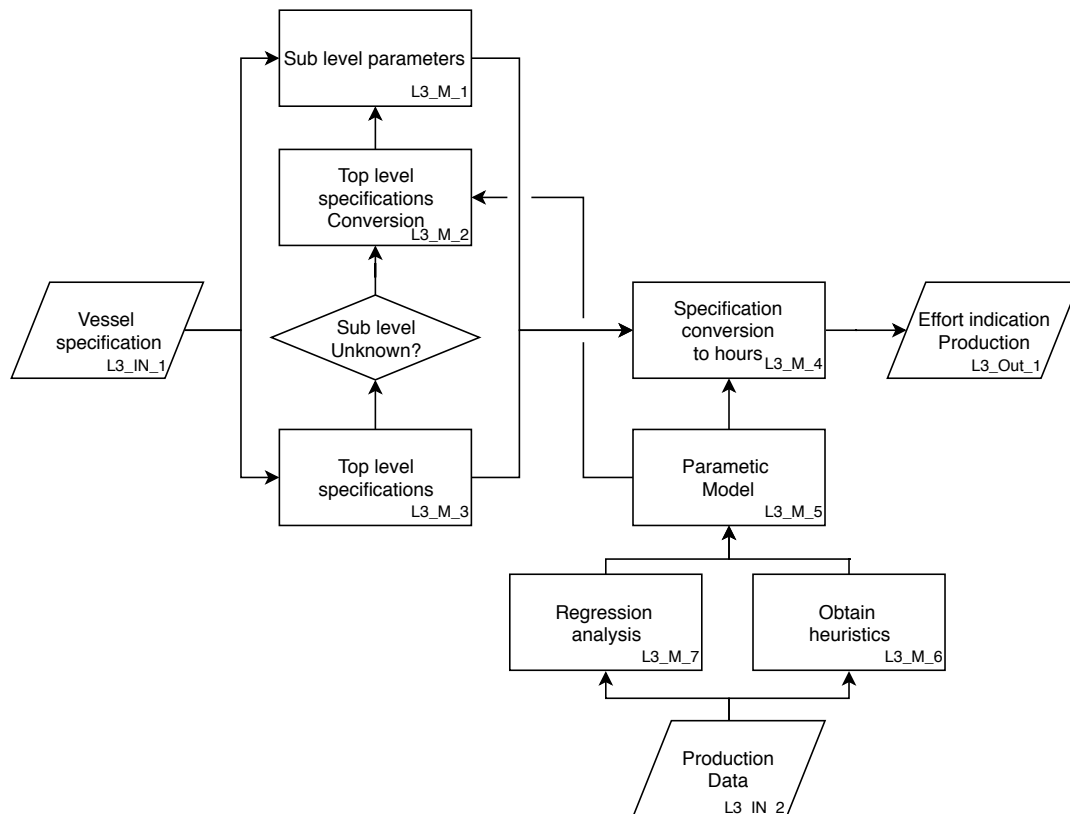 Sub level parameters
L3_M_1
Top level
specifications
Conversion
L3_M_2
Vessel
specification
L3_IN_1
Sub level
Unknown?
Specification
conversion
to hours
L3_M_4
Effort indication
Production
L3_Out_1
Top level
specifications
L3_M_3
Parametic
Model
L3_M_5
Regression
analysis
L3_M_7
Obtain
heuristics
L3_M_6
Production
Data
L3_IN_2